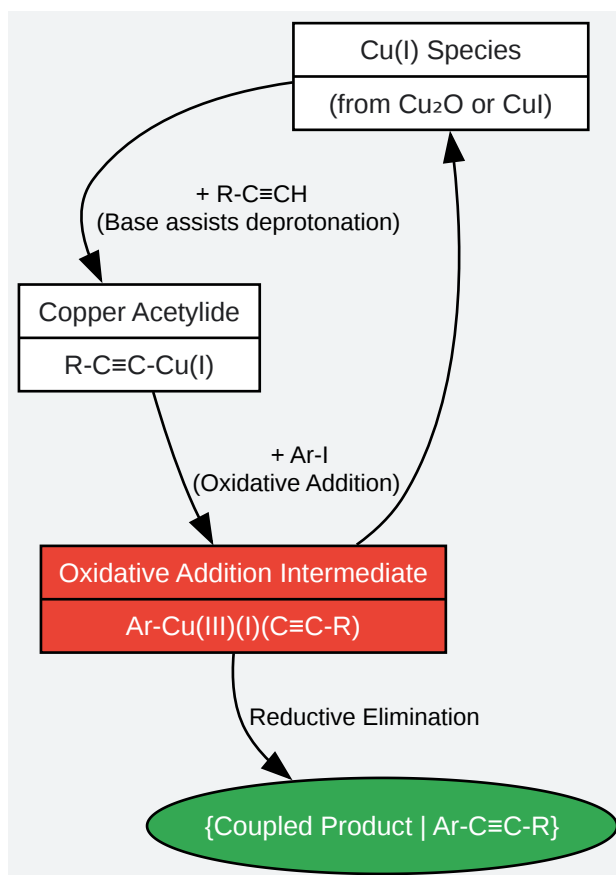 Cu(I) Species
(from Cu₂O or CuI)
+ R-C≡CH
(Base assists deprotonation)
Copper Acetylide
R-C≡C-Cu(I)
+ Ar-I
(Oxidative Addition)
Oxidative Addition Intermediate
Ar-Cu(III)(I)(C≡C-R)
Reductive Elimination
{Coupled Product | Ar-C≡C-R}